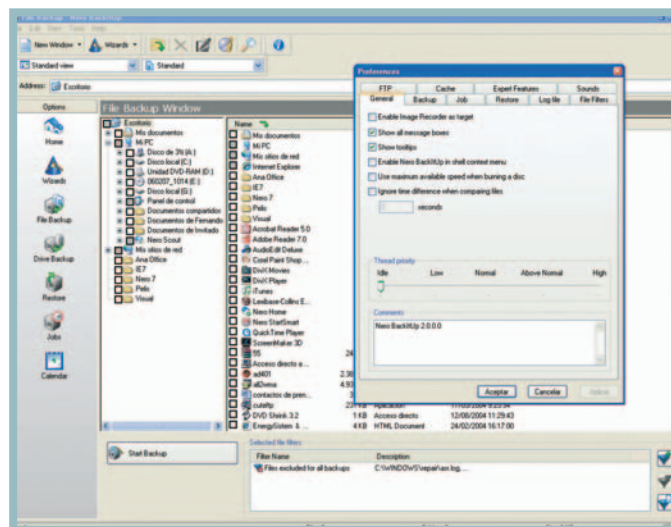 File Backup - Nero BackItUp
New Window
Wizards
Standard view
Standard
Address:
Escritorio
Options
Home
Wizards
File Backup
Drive Backup
Restore
Jobs
Calendar
File Backup Window
Escritorio
Mis documentos
Mi PC
Disco de 3½ (A:)
Disco local (C:)
Unidad DVD-RAM (D:)
060207_1014 (E:)
Disco local (G:)
Panel de control
Documentos compartidos
Documentos de Fernando
Documentos de Invitado
Nero Scout
Mis sitios de red
Ana Office
IE7
Nero 7
Pelis
Visual
Name
Mis documentos
Mi PC
Mis sitios de red
Internet Explorer
Ana Office
IE7
Nero 7
Pelis
Visual
Acrobat Reader 5.0
Adobe Reader 7.0
AudioEdit Deluxe
Corel Paint Shop ...
DivX Movies
DivX Player
iTunes
Lexibase Collins E...
Nero Home
Nero StartSmart
QuickTime Player
ScreenMaker 3D
Acceso directo a ...
ad401
all2wma
contactos de pren...
cuteftp
DVD Shrink 3.2
1 KB Acceso directo 12/08/2004 11:29:43
EnergySistem & ...
4 KB HTML Document 24/02/2004 16:17:00
Preferences
FTP
Cache
Expert Features
Sounds
General
Backup
Job
Restore
Log file
File Filters
Enable Image Recorder as target
Show all message boxes
Show tooltips
Enable Nero BackItUp in shell context menu
Use maximum available speed when burning a disc
Ignore time difference when comparing files
seconds
Thread priority
Idle
Low
Normal
Above Normal
High
Comments
Nero BackItUp 2.0.0.0
Aceptar
Cancelar
Aplicar
Start Backup
Selected file filters
Filter Name
Description
Files excluded for all backups
C:\WINDOWS\repair\asr.log,...